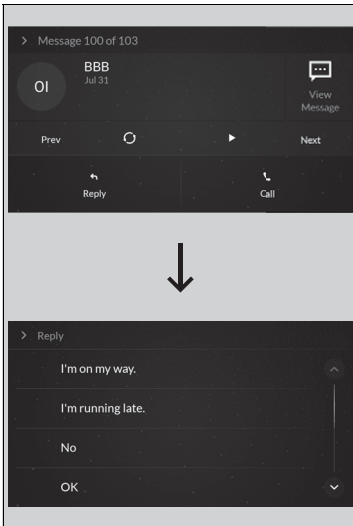 Message 100 of 103
OI
BBB
Jul 31
View
Message
Prev
Next
Reply
Call
Reply
I'm on my way.
I'm running late.
No
OK